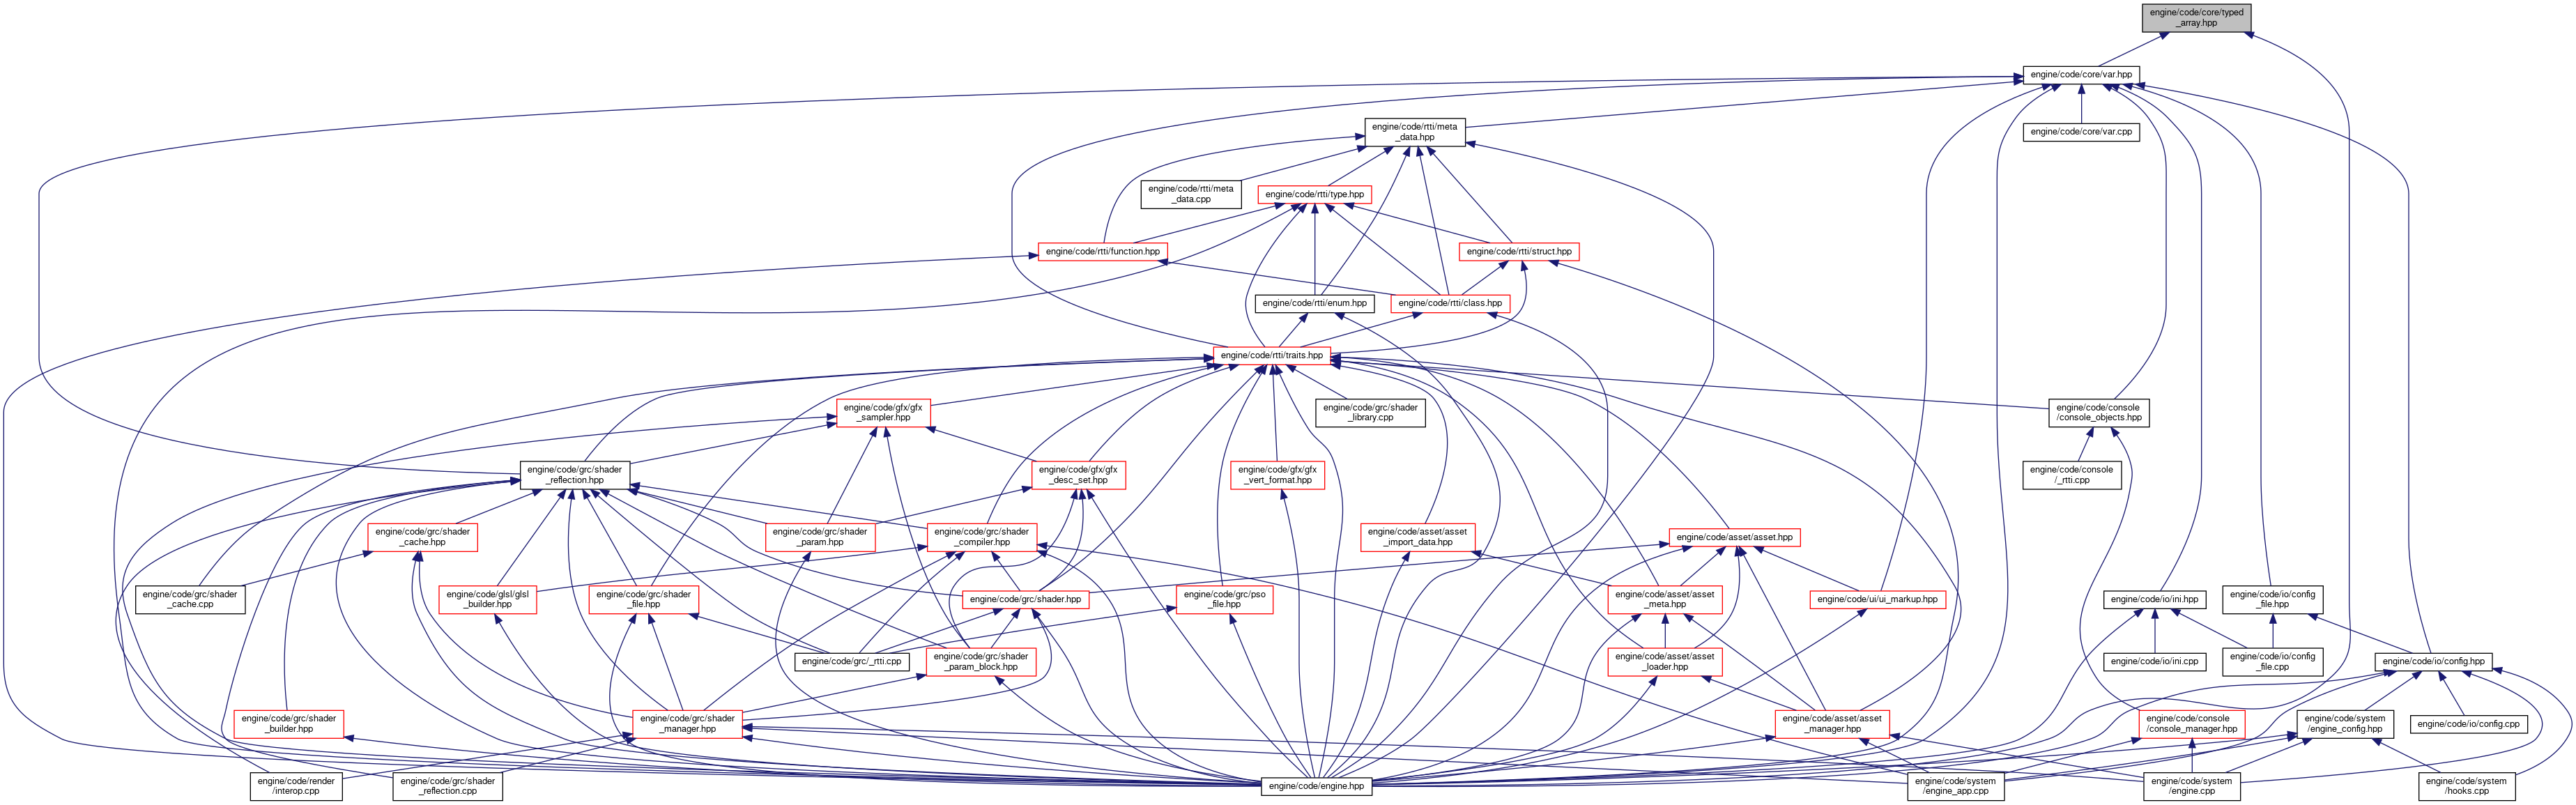 engine/code/core/typed
_array.hpp
engine/code/core/var.hpp
engine/code/rtti/meta
_data.hpp
engine/code/core/var.cpp
engine/code/rtti/meta
_data.cpp
engine/code/rtti/type.hpp
engine/code/rtti/function.hpp
engine/code/rtti/struct.hpp
engine/code/rtti/enum.hpp
engine/code/rtti/class.hpp
engine/code/rtti/traits.hpp
engine/code/gfx/gfx
_sampler.hpp
engine/code/grc/shader
_library.cpp
engine/code/console
/console_objects.hpp
engine/code/grc/shader
_reflection.hpp
engine/code/gfx/gfx
_desc_set.hpp
engine/code/gfx/gfx
_vert_format.hpp
engine/code/console
/_rtti.cpp
engine/code/grc/shader
_cache.hpp
engine/code/grc/shader
_param.hpp
engine/code/grc/shader
_compiler.hpp
engine/code/asset/asset
_import_data.hpp
engine/code/asset/asset.hpp
engine/code/grc/shader
_cache.cpp
engine/code/glsl/glsl
_builder.hpp
engine/code/grc/shader
_file.hpp
engine/code/grc/shader.hpp
engine/code/grc/pso
_file.hpp
engine/code/asset/asset
_meta.hpp
engine/code/ui/ui_markup.hpp
engine/code/io/ini.hpp
engine/code/io/config
_file.hpp
engine/code/grc/_rtti.cpp
engine/code/grc/shader
_param_block.hpp
engine/code/asset/asset
_loader.hpp
engine/code/io/ini.cpp
engine/code/io/config
_file.cpp
engine/code/io/config.hpp
engine/code/grc/shader
_builder.hpp
engine/code/grc/shader
_manager.hpp
engine/code/asset/asset
_manager.hpp
engine/code/console
/console_manager.hpp
engine/code/system
/engine_config.hpp
engine/code/io/config.cpp
engine/code/render
/interop.cpp
engine/code/grc/shader
_reflection.cpp
engine/code/engine.hpp
engine/code/system
/engine_app.cpp
engine/code/system
/engine.cpp
engine/code/system
/hooks.cpp